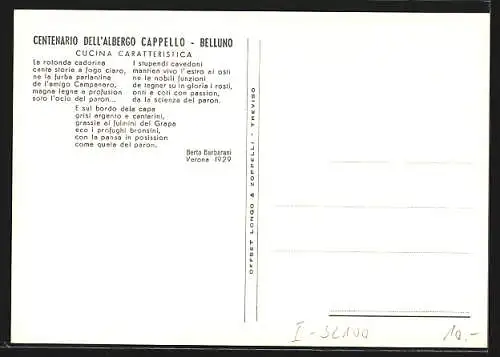 CENTENARIO DELL'ALBERGO CAPPELLO - BELLUNO
CUCINA CARATTERISTICA
La rotonda cadorina
cento storie a fogo claro,
ne la furba parlantina
de l'amigo Campanaro,
magna legne a profusion
soto l'ocio del paron...
I stupendi cavedoni
mantien vivo l'estro ai osti
ne le nobili funzioni
de tegner su in gloria i rosti,
onti e coti con passion,
da la scienza del paron.
E sul bordo dela capa
grisi argento e canterini,
grassie ai fulmini del Grapa
eco i profughi bronsini,
con la pansa in posission
come quela del paron.
Berto Barbarani
Verona 1929
OFFSET LONGO & ZOPPELLI - TREVISO
I-32100
10.-